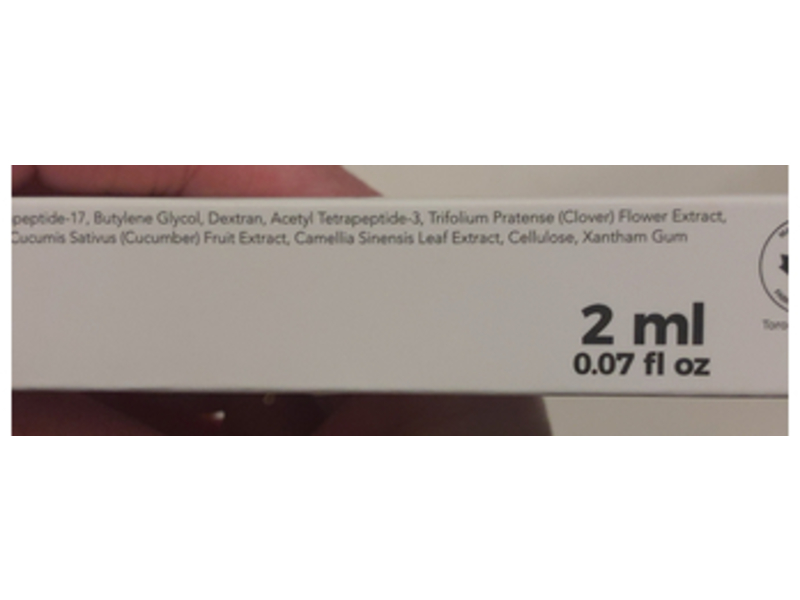 peptide-17, Butylene Glycol, Dextran, Acetyl Tetrapeptide-3, Trifolium Pratense (Clover) Flower Extract,
Cucumis Sativus (Cucumber) Fruit Extract, Camellia Sinensis Leaf Extract, Cellulose, Xantham Gum
2 ml
0.07 fl oz